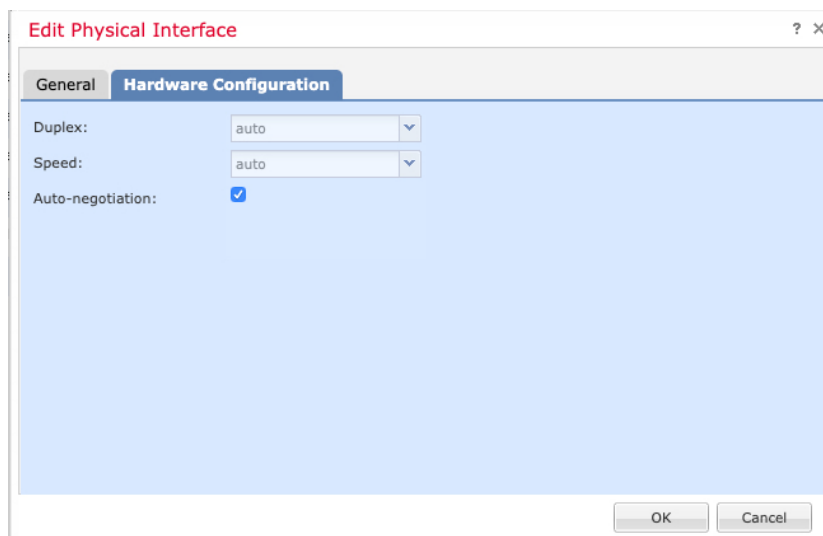 Edit Physical Interface ? X
General Hardware Configuration
Duplex: auto
Speed: auto
Auto-negotiation:
OK Cancel